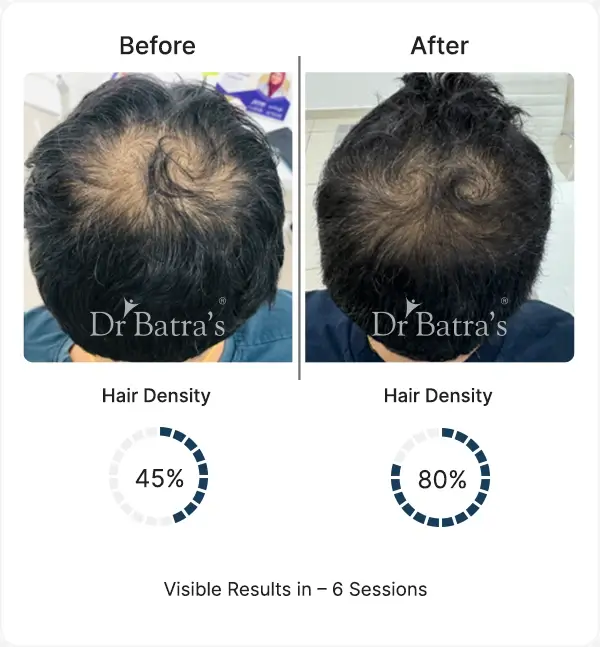 Before
After
Dr Batra's®
Dr Batra's®
Hair Density
Hair Density
45%
80%
Visible Results in – 6 Sessions